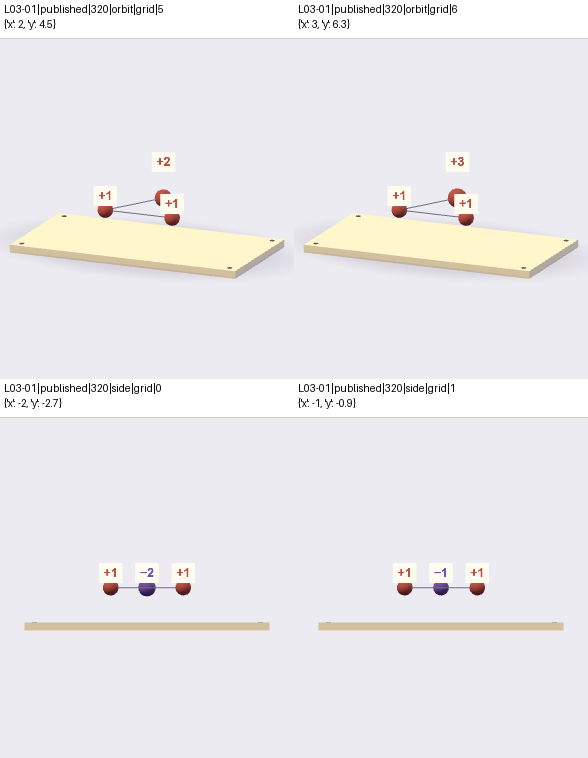 L03-01|published|320|orbit|grid|5
{'x': 2, 'y': 4.5}
L03-01|published|320|orbit|grid|6
{'x': 3, 'y': 6.3}
+2
+1
+1
+3
+1
+1
L03-01|published|320|side|grid|0
{'x': -2, 'y': -2.7}
L03-01|published|320|side|grid|1
{'x': -1, 'y': -0.9}
+1
−2
+1
+1
−1
+1